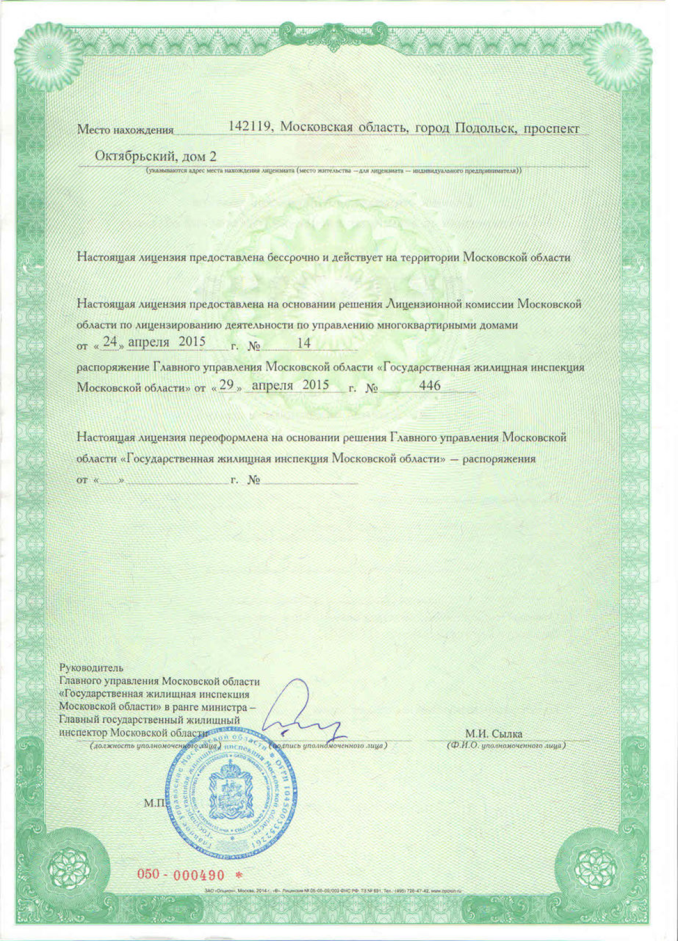 Место нахождения 142119, Московская область, город Подольск, проспект
Октябрьский, дом 2
(указываются адрес места нахождения лицензиата (место жительства – для лицензиата – индивидуального предпринимателя))
Настоящая лицензия предоставлена бессрочно и действует на территории Московской области
Настоящая лицензия предоставлена на основании решения Лицензионной комиссии Московской
области по лицензированию деятельности по управлению многоквартирными домами
от « 24 » апреля 2015 г. № 14
распоряжение Главного управления Московской области «Государственная жилищная инспекция
Московской области» от « 29 » апреля 2015 г. № 446
Настоящая лицензия переоформлена на основании решения Главного управления Московской
области «Государственная жилищная инспекция Московской области» — распоряжения
от «___» ______________ г. № ______________
Руководитель
Главного управления Московской области
«Государственная жилищная инспекция
Московской области» в ранге министра –
Главный государственный жилищный
инспектор Московской области
М.И. Сылка
(должность уполномоченного лица) (подпись уполномоченного лица) (Ф.И.О. уполномоченного лица)
М.П.
050 - 000490 *